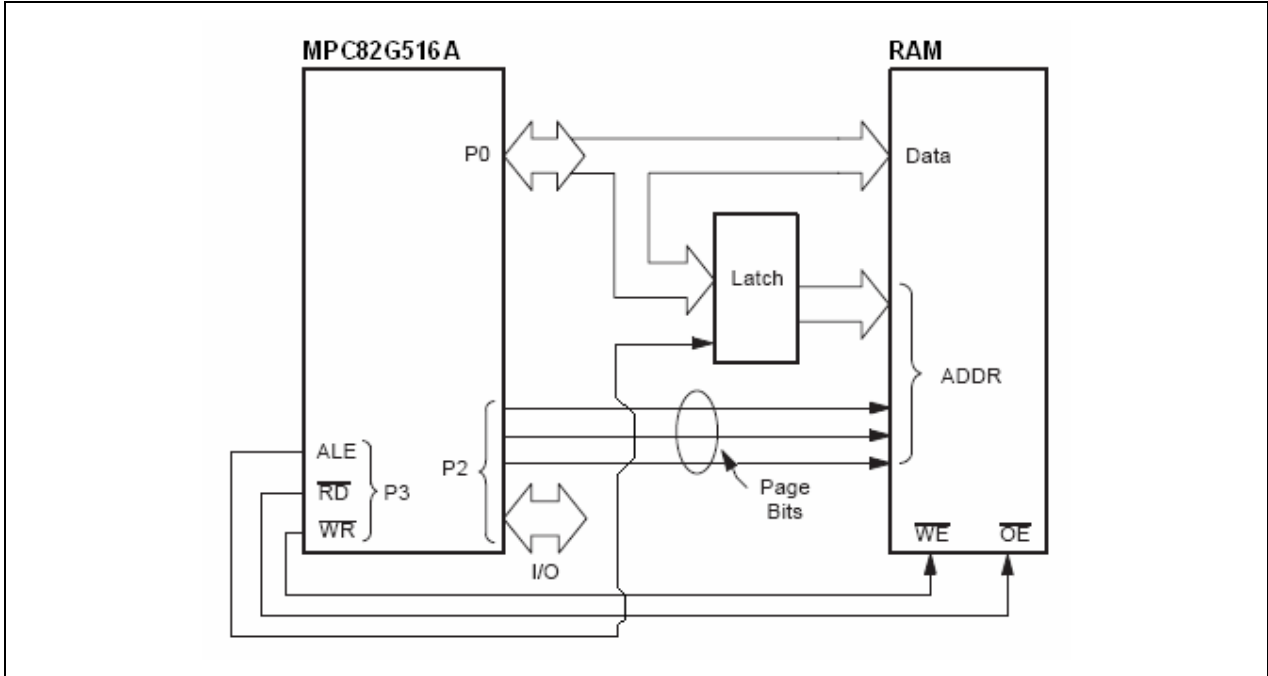 MPC82G516A
RAM
P0
Data
Latch
ADDR
ALE
RD
WR
P3
P2
Page
Bits
I/O
WE
OE